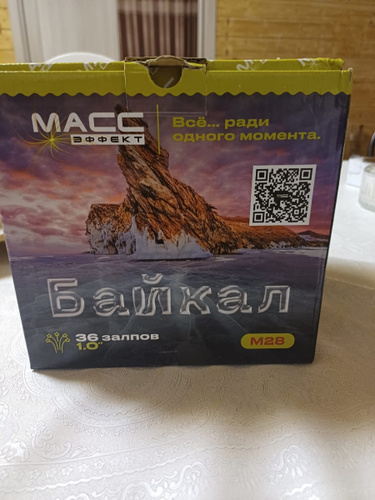 МАСС
ЭФФЕКТ
Всё... ради
одного момента.
Байкал
36 залпов
1.0"
М28